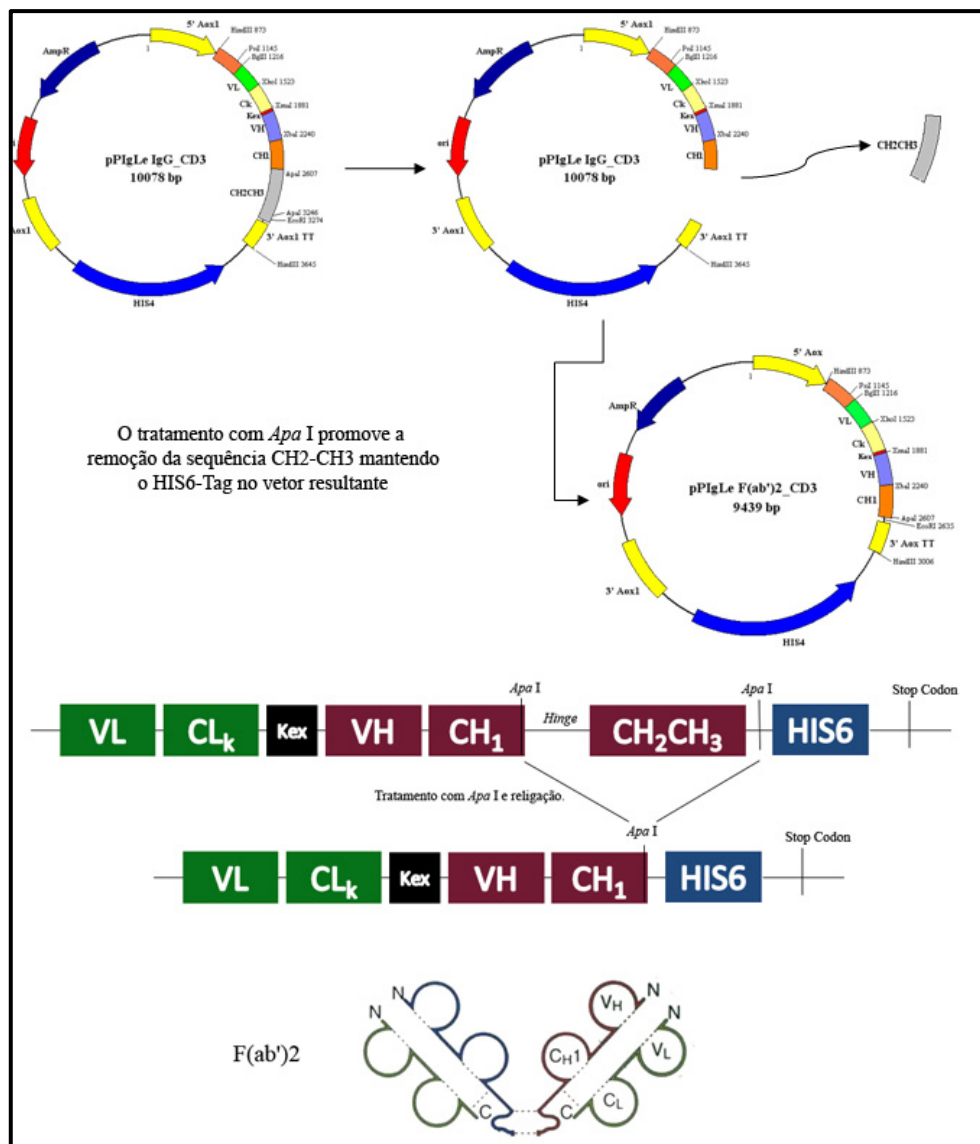 5' Aox1
HindIII 873
PstI 1145
BglII 1216
VL
XhoI 1523
Ck
XmaI 1881
Kex
VH
XbaI 2240
CH1
ApaI 2607
CH2CH3
ApaI 3246
EcoRI 3274
3' Aox1 TT
HindIII 3645
HIS4
Aox1
i
AmpR
1
pPIgLe IgG_CD3
10078 bp
5' Aox1
HindIII 873
PstI 1145
BglII 1216
VL
XhoI 1523
Ck
XmaI 1881
Kex
VH
XbaI 2240
CH1
3' Aox1 TT
HindIII 3645
HIS4
3' Aox1
ori
AmpR
1
pPIgLe IgG_CD3
10078 bp
CH2CH3
5' Aox
HindIII 873
PstI 1145
BglII 1216
VL
XhoI 1523
Ck
XmaI 1881
Kex
VH
XbaI 2240
CH1
ApaI 2607
EcoRI 2635
3' Aox TT
HindIII 3006
HIS4
3' Aox1
ori
AmpR
1
pPIgLe F(ab')2_CD3
9439 bp
O tratamento com Apa I promove a
remoção da sequência CH2-CH3 mantendo
o HIS6-Tag no vetor resultante
Apa I Hinge Apa I Stop Codon
VL CLk Kex VH CH1 CH2CH3 HIS6
Tratamento com Apa I e religação.
Apa I Stop Codon
VL CLk Kex VH CH1 HIS6
F(ab')2
N N VH N N
CH1 VL
C C CL